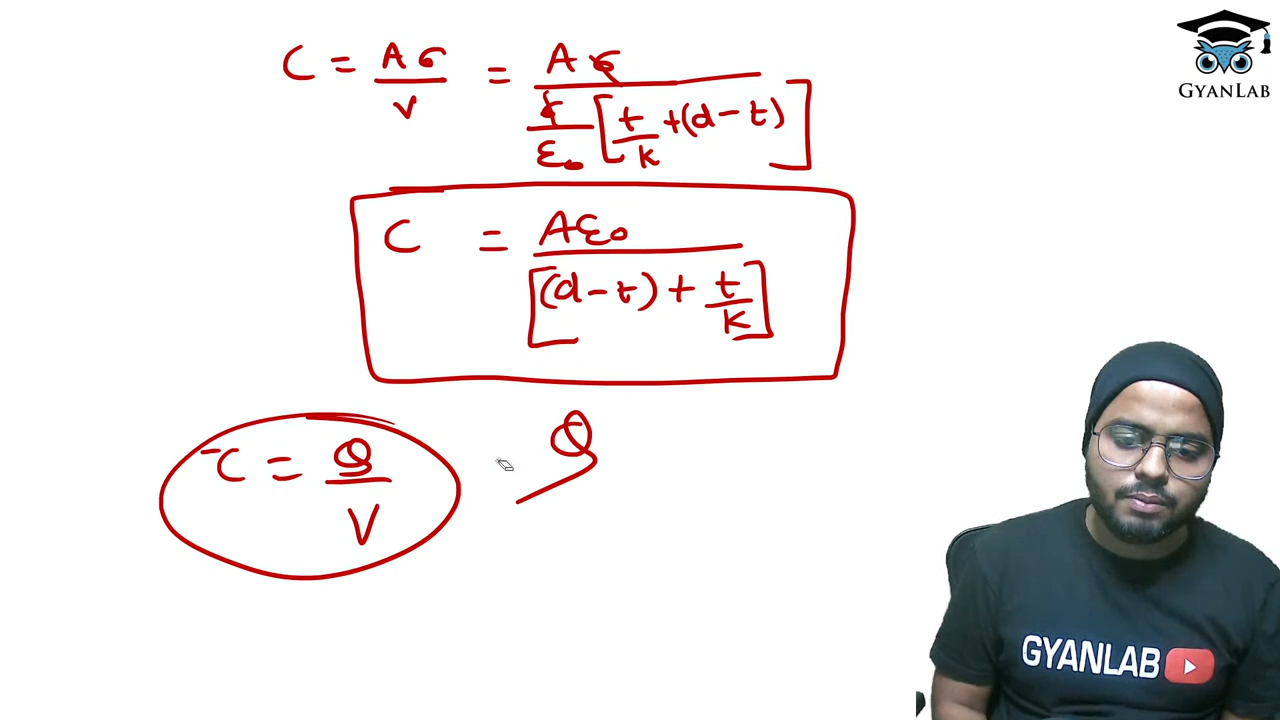 GYANLAB
C = Aσ/V = Aσ/(σ/ε₀ [t/k + (d - t)])
C = Aε₀/[(d - t) + t/k]
C = Q/V
Q
GYANLAB